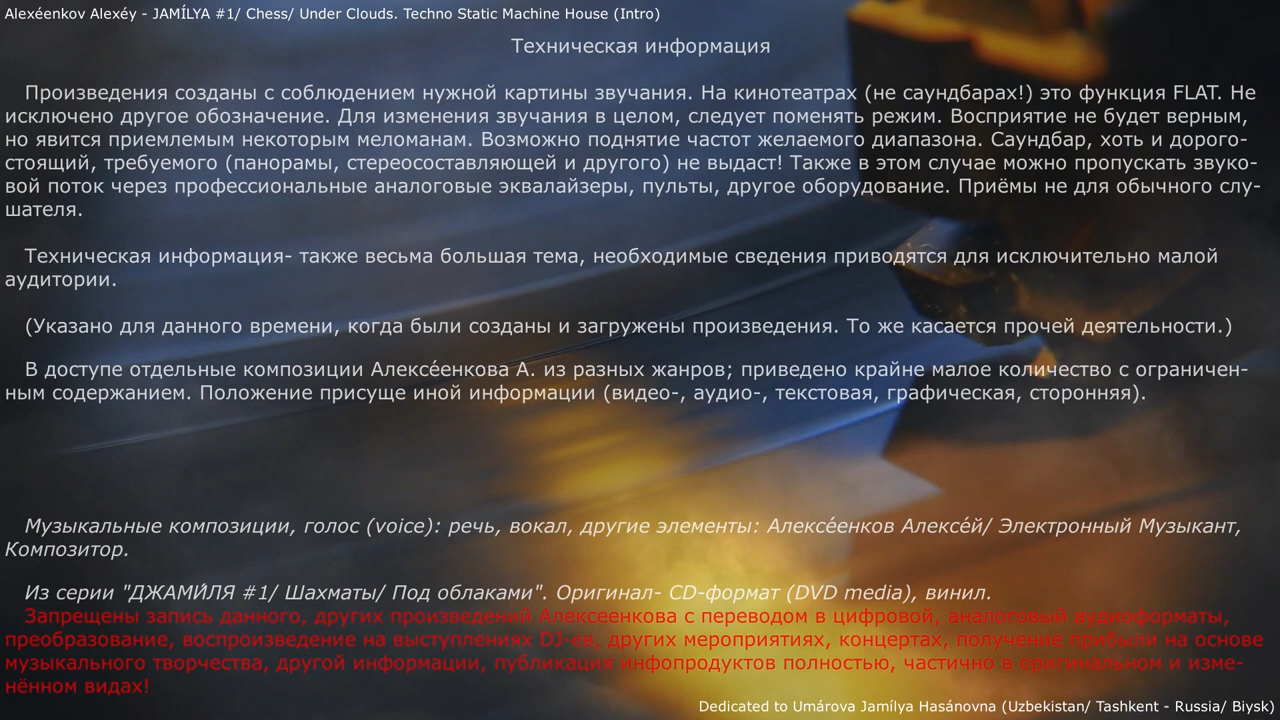 Alexéenkov Alexéy - JAMÍLYA #1/ Chess/ Under Clouds. Techno Static Machine House (Intro)
Техническая информация
Произведения созданы с соблюдением нужной картины звучания. На кинотеатрах (не саундбарах!) это функция FLAT. Не
исключено другое обозначение. Для изменения звучания в целом, следует поменять режим. Восприятие не будет верным,
но явится приемлемым некоторым меломанам. Возможно поднятие частот желаемого диапазона. Саундбар, хоть и дорого-
стоящий, требуемого (панорамы, стереосоставляющей и другого) не выдаст! Также в этом случае можно пропускать звуко-
вой поток через профессиональные аналоговые эквалайзеры, пульты, другое оборудование. Приёмы не для обычного слу-
шателя.
Техническая информация- также весьма большая тема, необходимые сведения приводятся для исключительно малой
аудитории.
(Указано для данного времени, когда были созданы и загружены произведения. То же касается прочей деятельности.)
В доступе отдельные композиции Алексе́енкова А. из разных жанров; приведено крайне малое количество с ограничен-
ным содержанием. Положение присуще иной информации (видео-, аудио-, текстовая, графическая, сторонняя).
Музыкальные композиции, голос (voice): речь, вокал, другие элементы: Алексе́енков Алексе́й/ Электронный Музыкант,
Композитор.
Из серии "ДЖАМИ́ЛЯ #1/ Шахматы/ Под облаками". Оригинал- CD-формат (DVD media), винил.
Запрещены запись данного, других произведений Алексеенкова с переводом в цифровой, аналоговый аудиоформаты,
преобразование, воспроизведение на выступлениях DJ-ев, других мероприятиях, концертах, получение прибыли на основе
музыкального творчества, другой информации, публикация инфопродуктов полностью, частично в оригинальном и изме-
нённом видах!
Dedicated to Umárova Jamílya Hasánovna (Uzbekistan/ Tashkent - Russia/ Biysk)